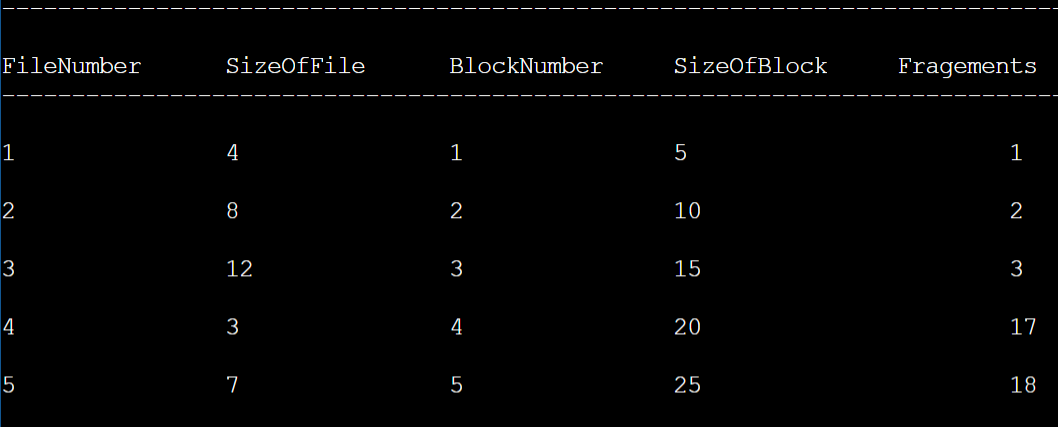 FileNumber SizeOfFile BlockNumber SizeOfBlock Fragements
1 4 1 5 1
2 8 2 10 2
3 12 3 15 3
4 3 4 20 17
5 7 5 25 18